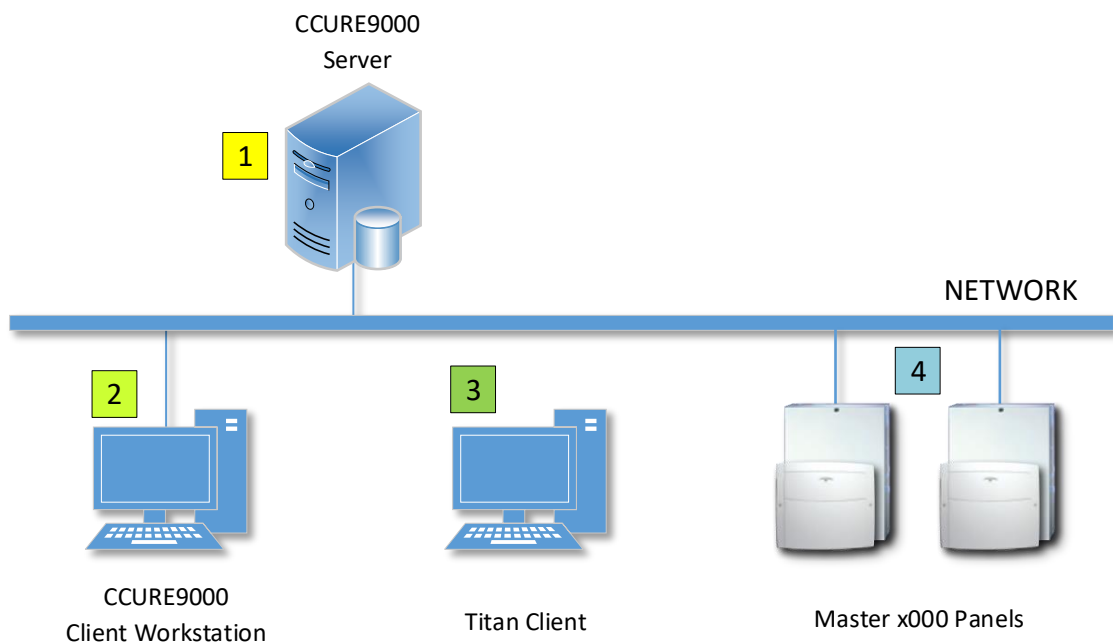 CCURE9000
Server
1
NETWORK
2
3
4
CCURE9000
Client Workstation
Titan Client
Master x000 Panels